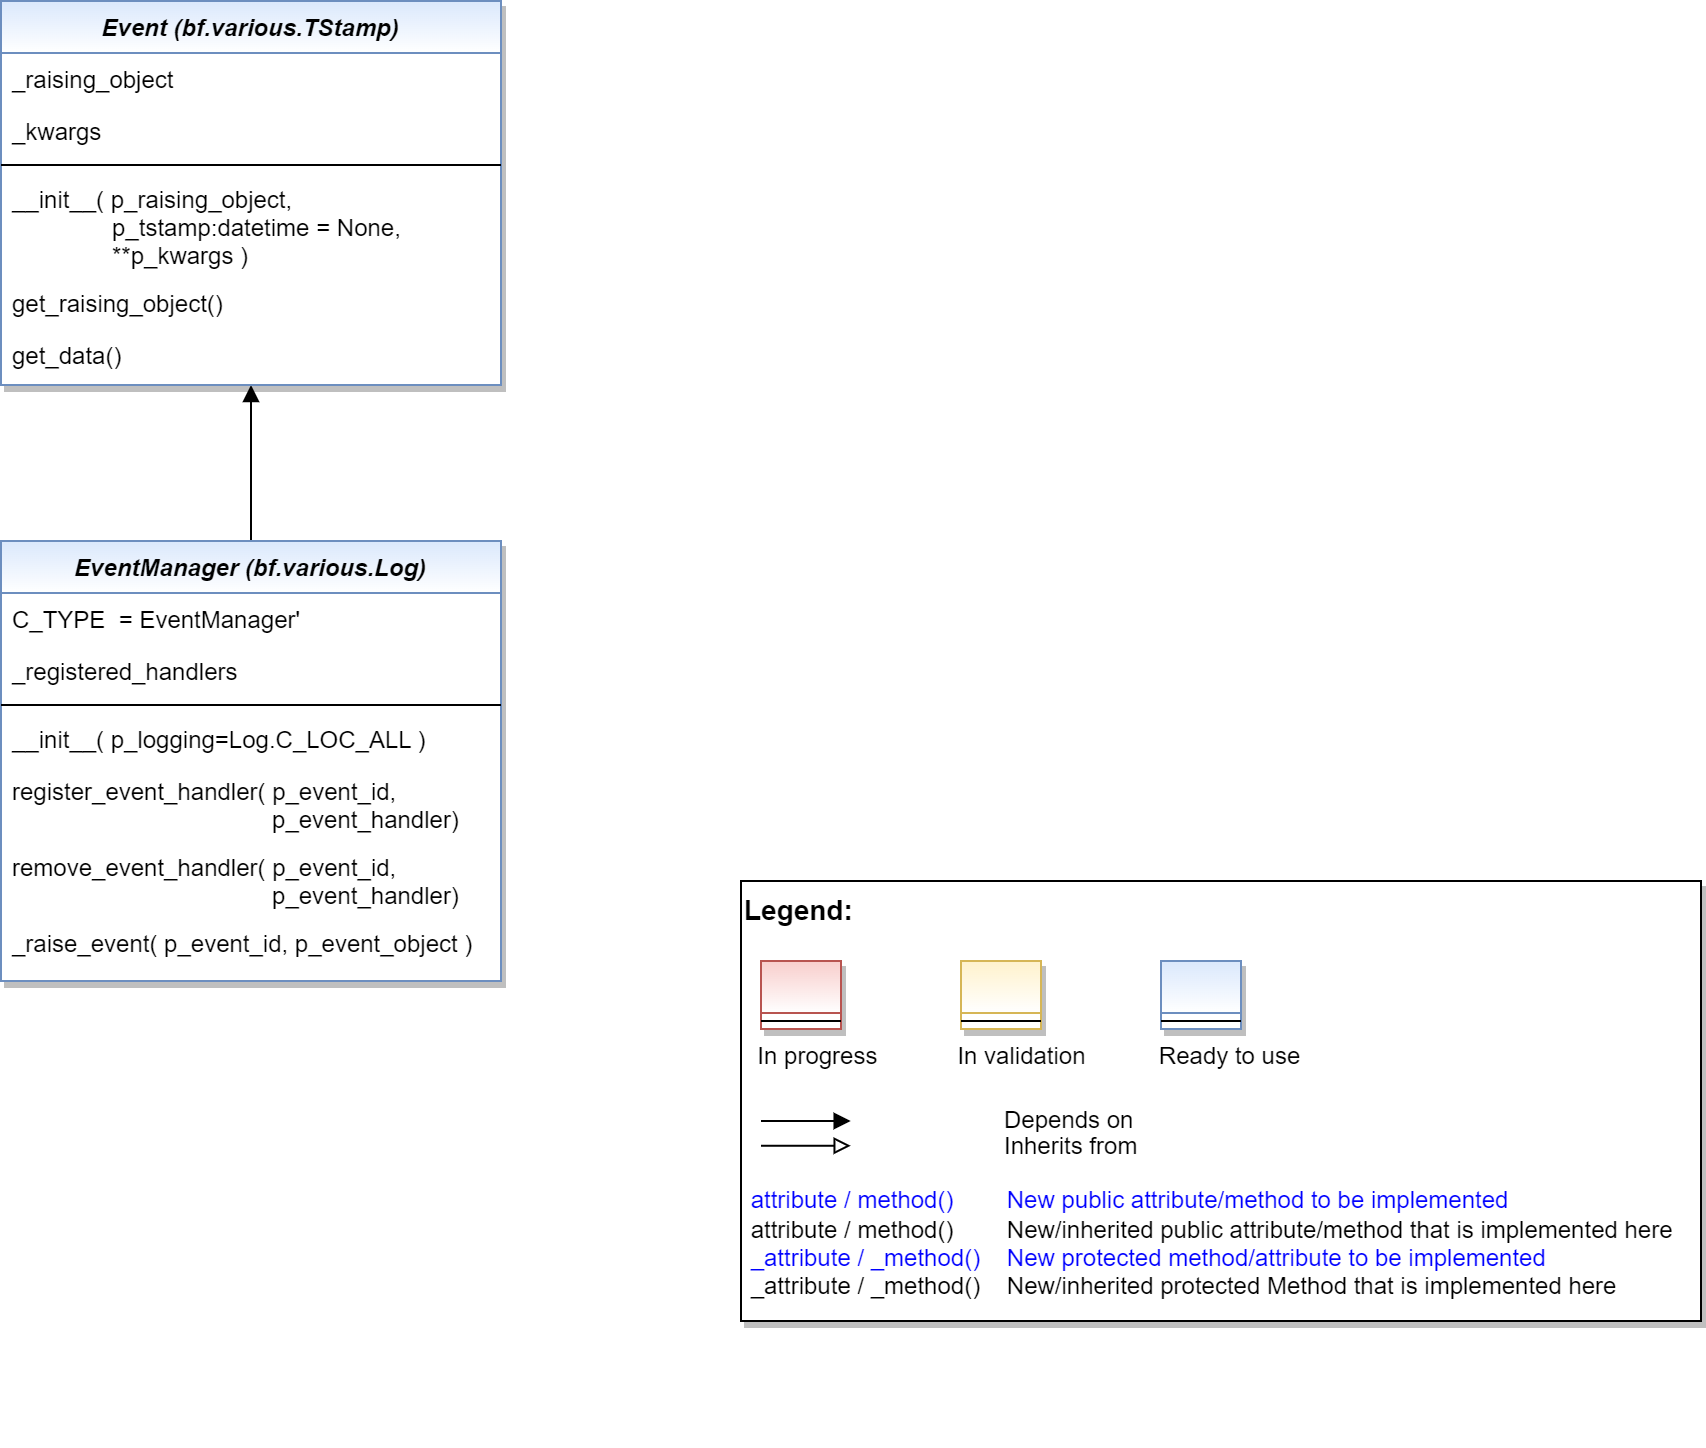 Event (bf.various.TStamp)
_raising_object
_kwargs
__init__( p_raising_object,
p_tstamp:datetime = None,
**p_kwargs )
get_raising_object()
get_data()
EventManager (bf.various.Log)
C_TYPE  = EventManager'
_registered_handlers
__init__( p_logging=Log.C_LOC_ALL )
register_event_handler( p_event_id,
p_event_handler)
remove_event_handler( p_event_id,
p_event_handler)
_raise_event( p_event_id, p_event_object )
Legend:
In progress In validation Ready to use
Depends on
Inherits from
attribute / method() New public attribute/method to be implemented
attribute / method() New/inherited public attribute/method that is implemented here
_attribute / _method() New protected method/attribute to be implemented
_attribute / _method() New/inherited protected Method that is implemented here